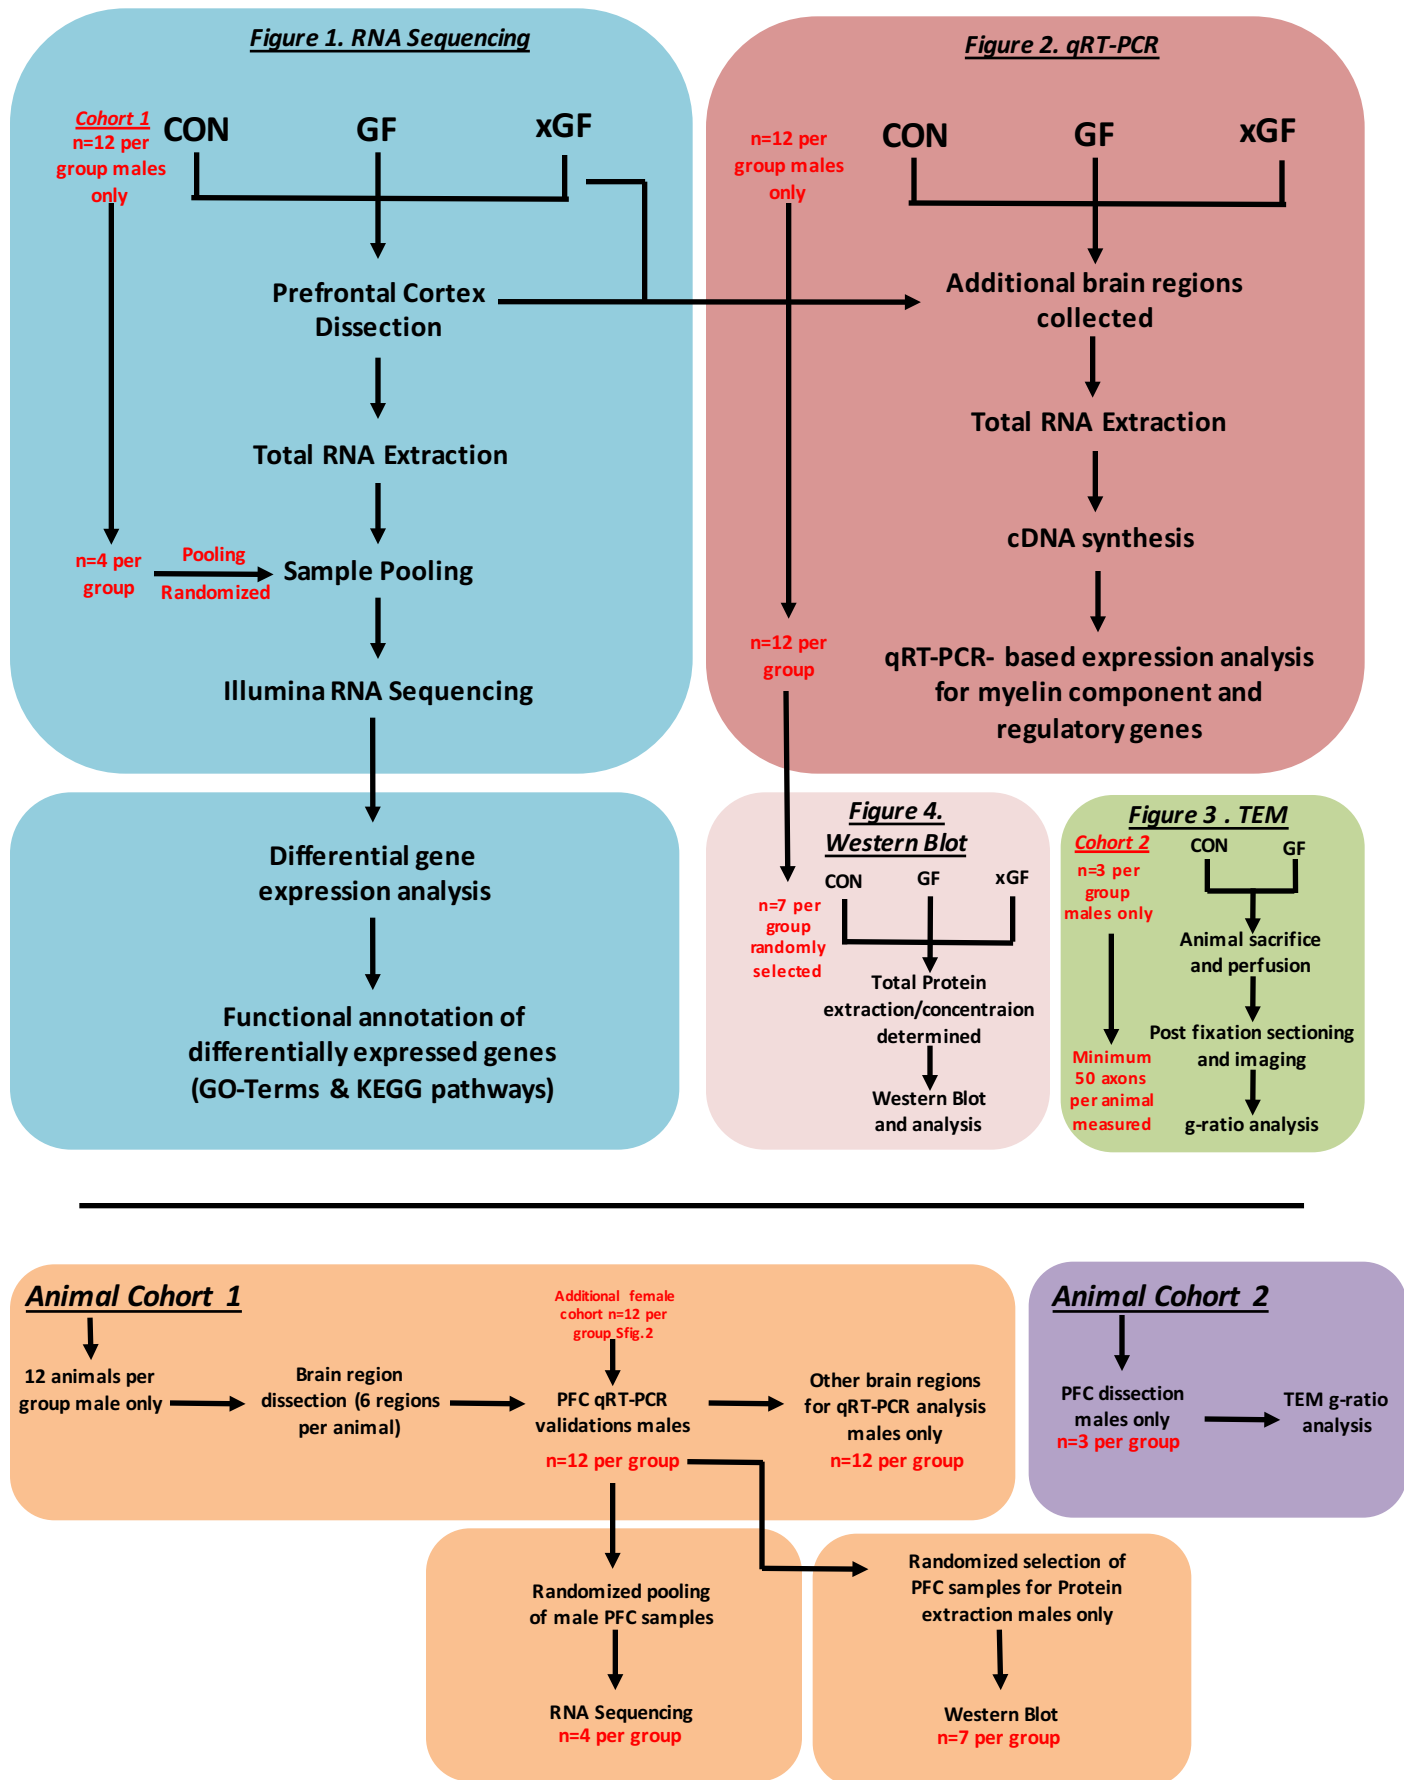 Figure 1. RNA Sequencing
Cohort 1
n=12 per
group males
only
CON
GF
xGF
Prefrontal Cortex
Dissection
Total RNA Extraction
n=4 per
group
Pooling
Randomized
Sample Pooling
Illumina RNA Sequencing
Differential gene
expression analysis
Functional annotation of
differentially expressed genes
(GO-Terms & KEGG pathways)
Figure 2. qRT-PCR
n=12 per
group males
only
CON
GF
xGF
Additional brain regions
collected
Total RNA Extraction
cDNA synthesis
n=12 per
group
qRT-PCR- based expression analysis
for myelin component and
regulatory genes
Figure 4.
Western Blot
CON
GF
xGF
n=7 per
group
randomly
selected
Total Protein
extraction/concentraion
determined
Western Blot
and analysis
Figure 3 . TEM
Cohort 2
n=3 per
group
males only
CON
GF
Animal sacrifice
and perfusion
Post fixation sectioning
and imaging
Minimum
50 axons
per animal
measured
g-ratio analysis
Animal Cohort 1
12 animals per
group male only
Brain region
dissection (6 regions
per animal)
Additional female
cohort n=12 per
group Sfig.2
PFC qRT-PCR
validations males
n=12 per group
Other brain regions
for qRT-PCR analysis
males only
n=12 per group
Randomized pooling
of male PFC samples
RNA Sequencing
n=4 per group
Randomized selection of
PFC samples for Protein
extraction males only
Western Blot
n=7 per group
Animal Cohort 2
PFC dissection
males only
n=3 per group
TEM g-ratio
analysis